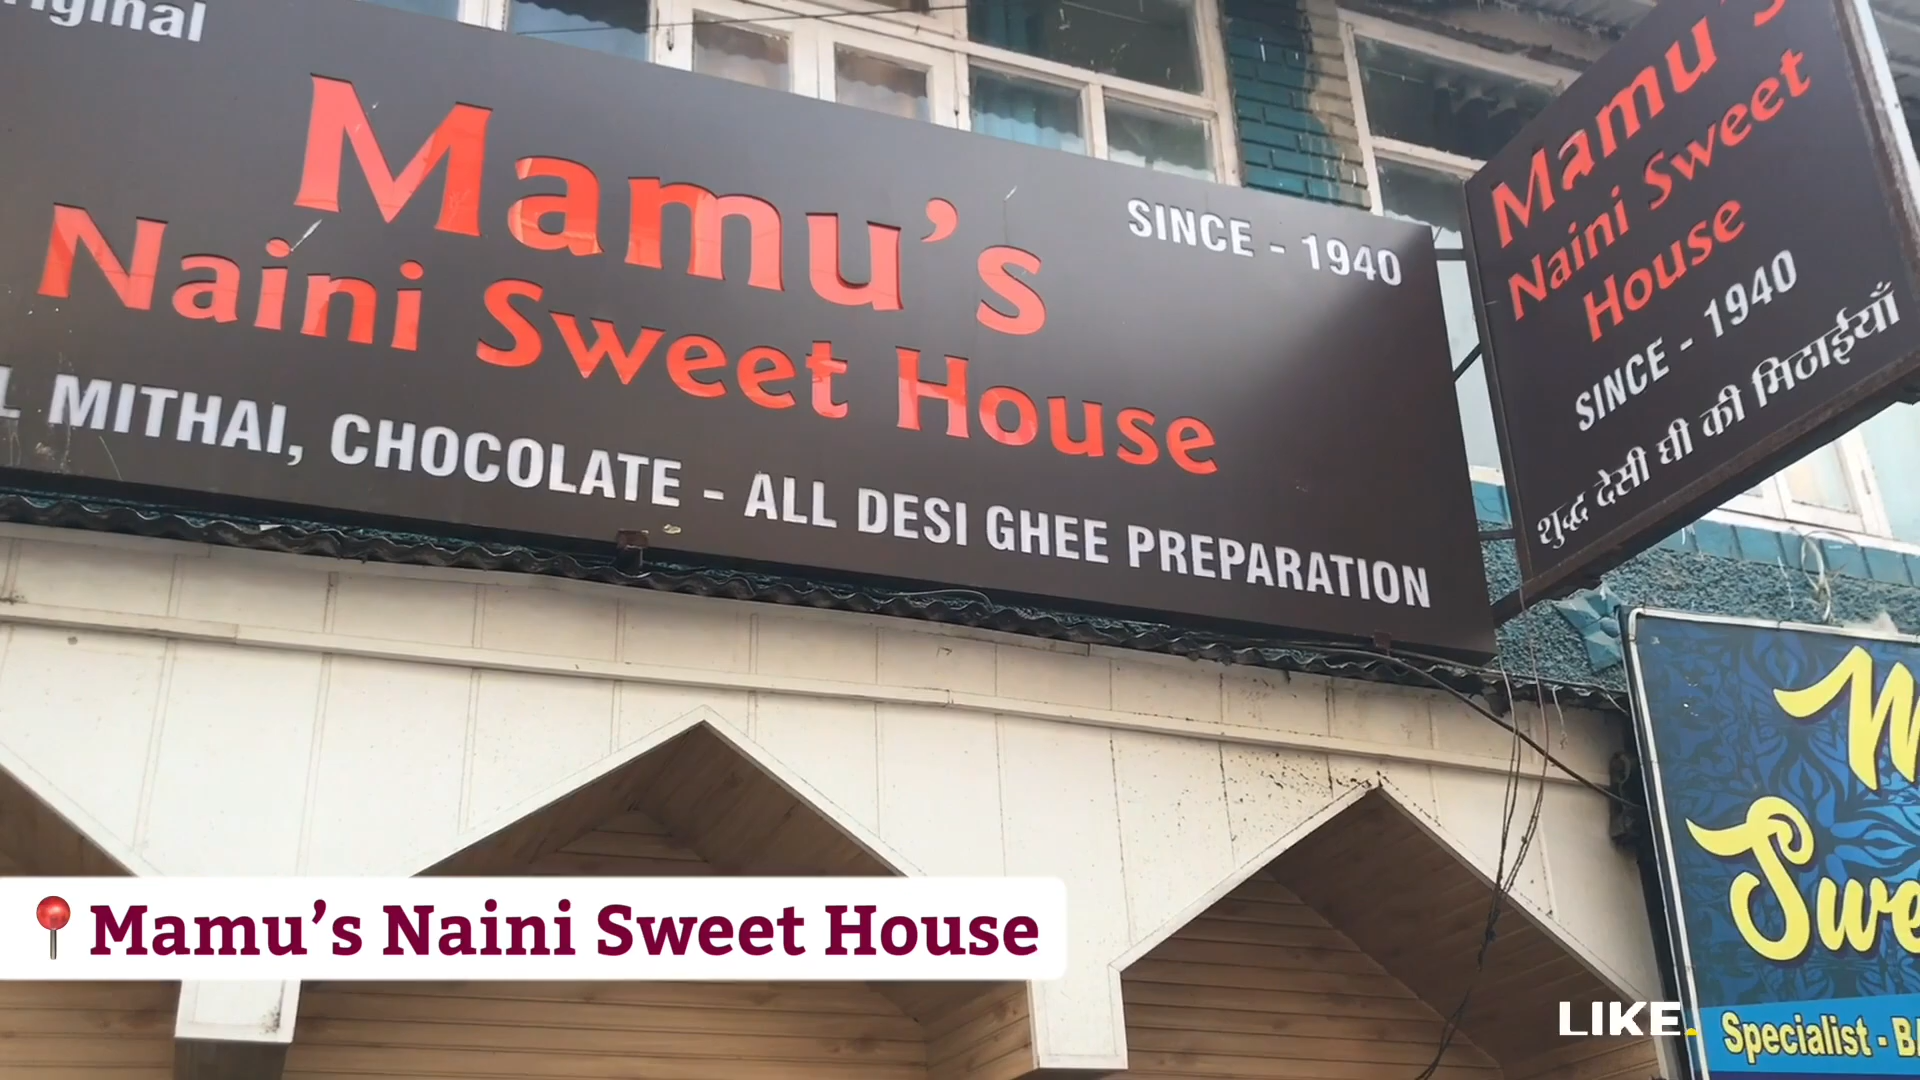 Mamu's
SINCE - 1940
Naini Sweet House
MITHAI, CHOCOLATE - ALL DESI GHEE PREPARATION
Mamu's
Naini Sweet
House
SINCE - 1940
शुद्ध देसी घी की मिठाईयाँ
Specialist -
📍Mamu's Naini Sweet House
LIKE.